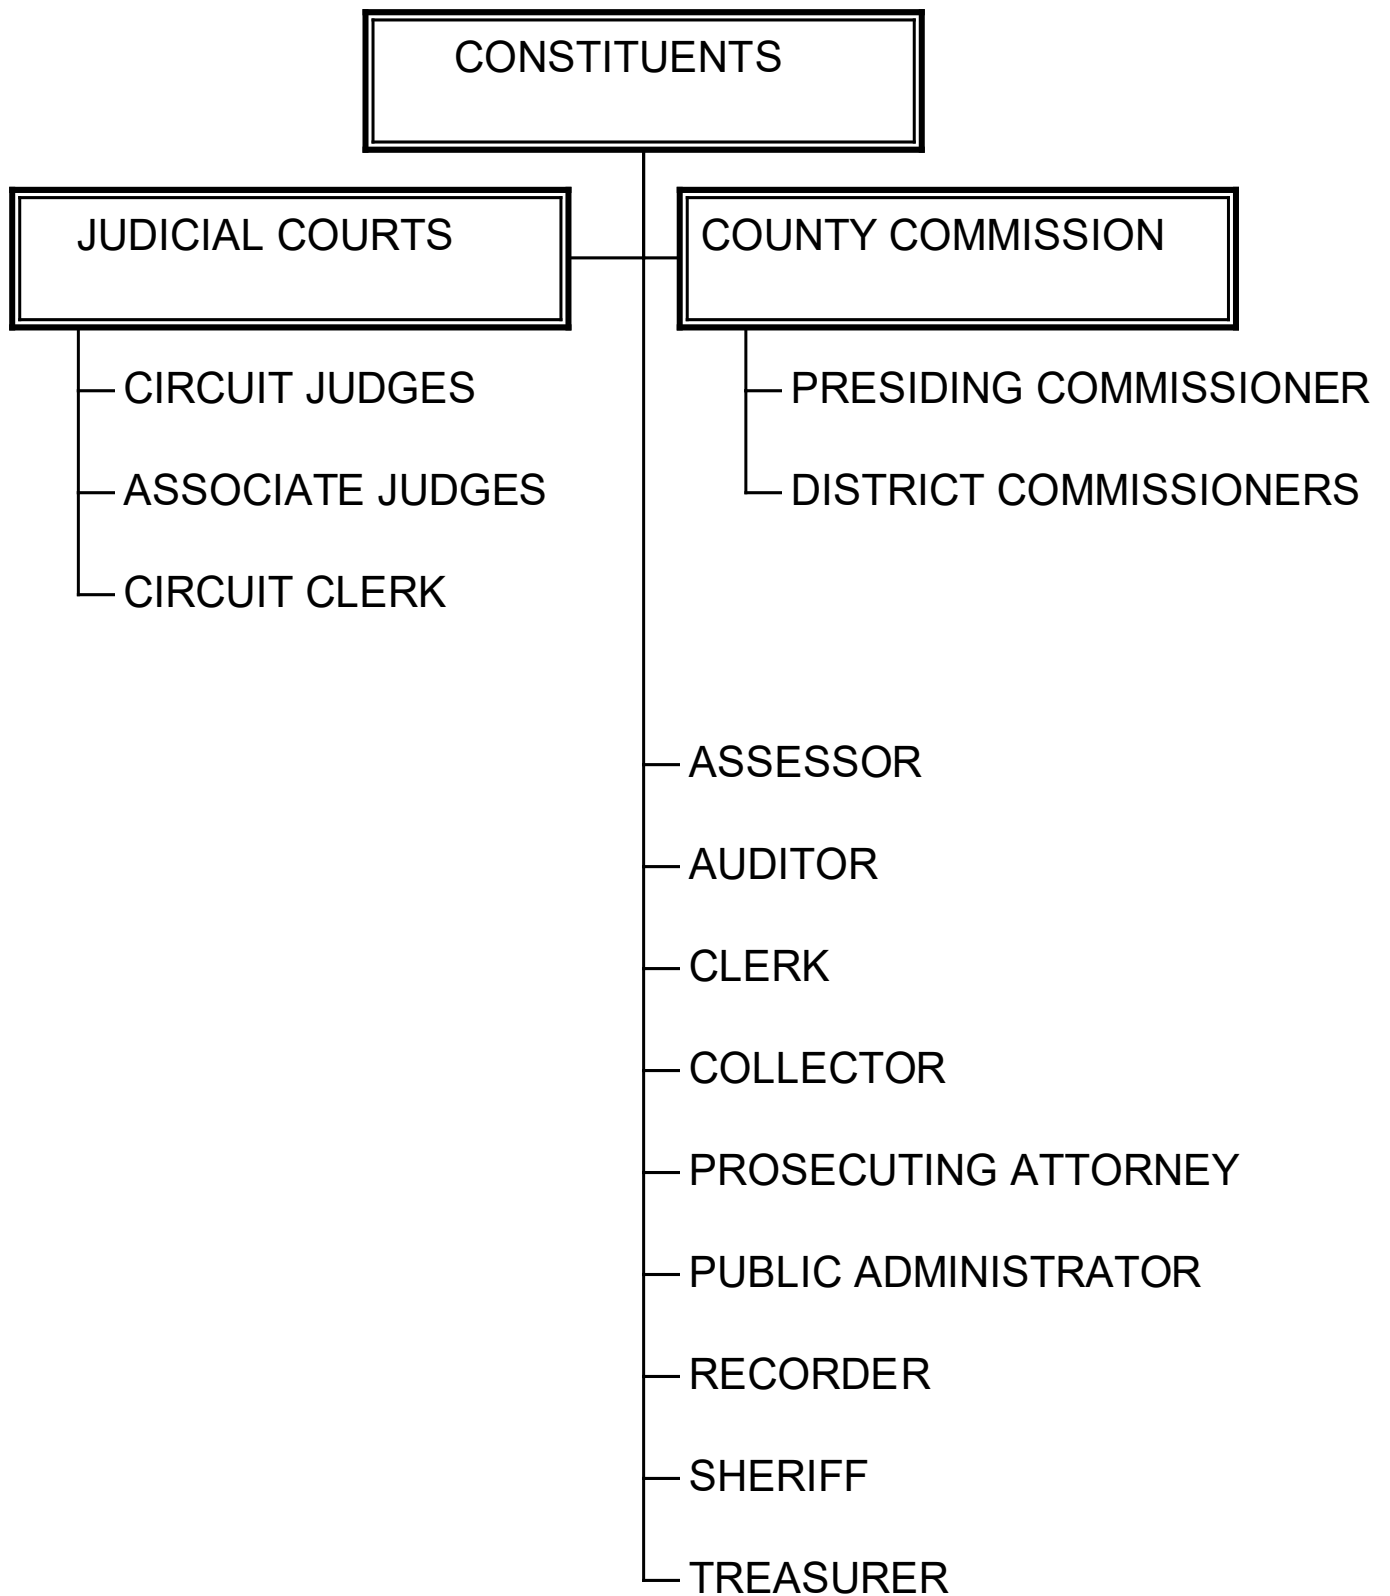 CONSTITUENTS
JUDICIAL COURTS
COUNTY COMMISSION
CIRCUIT JUDGES
ASSOCIATE JUDGES
CIRCUIT CLERK
PRESIDING COMMISSIONER
DISTRICT COMMISSIONERS
ASSESSOR
AUDITOR
CLERK
COLLECTOR
PROSECUTING ATTORNEY
PUBLIC ADMINISTRATOR
RECORDER
SHERIFF
TREASURER